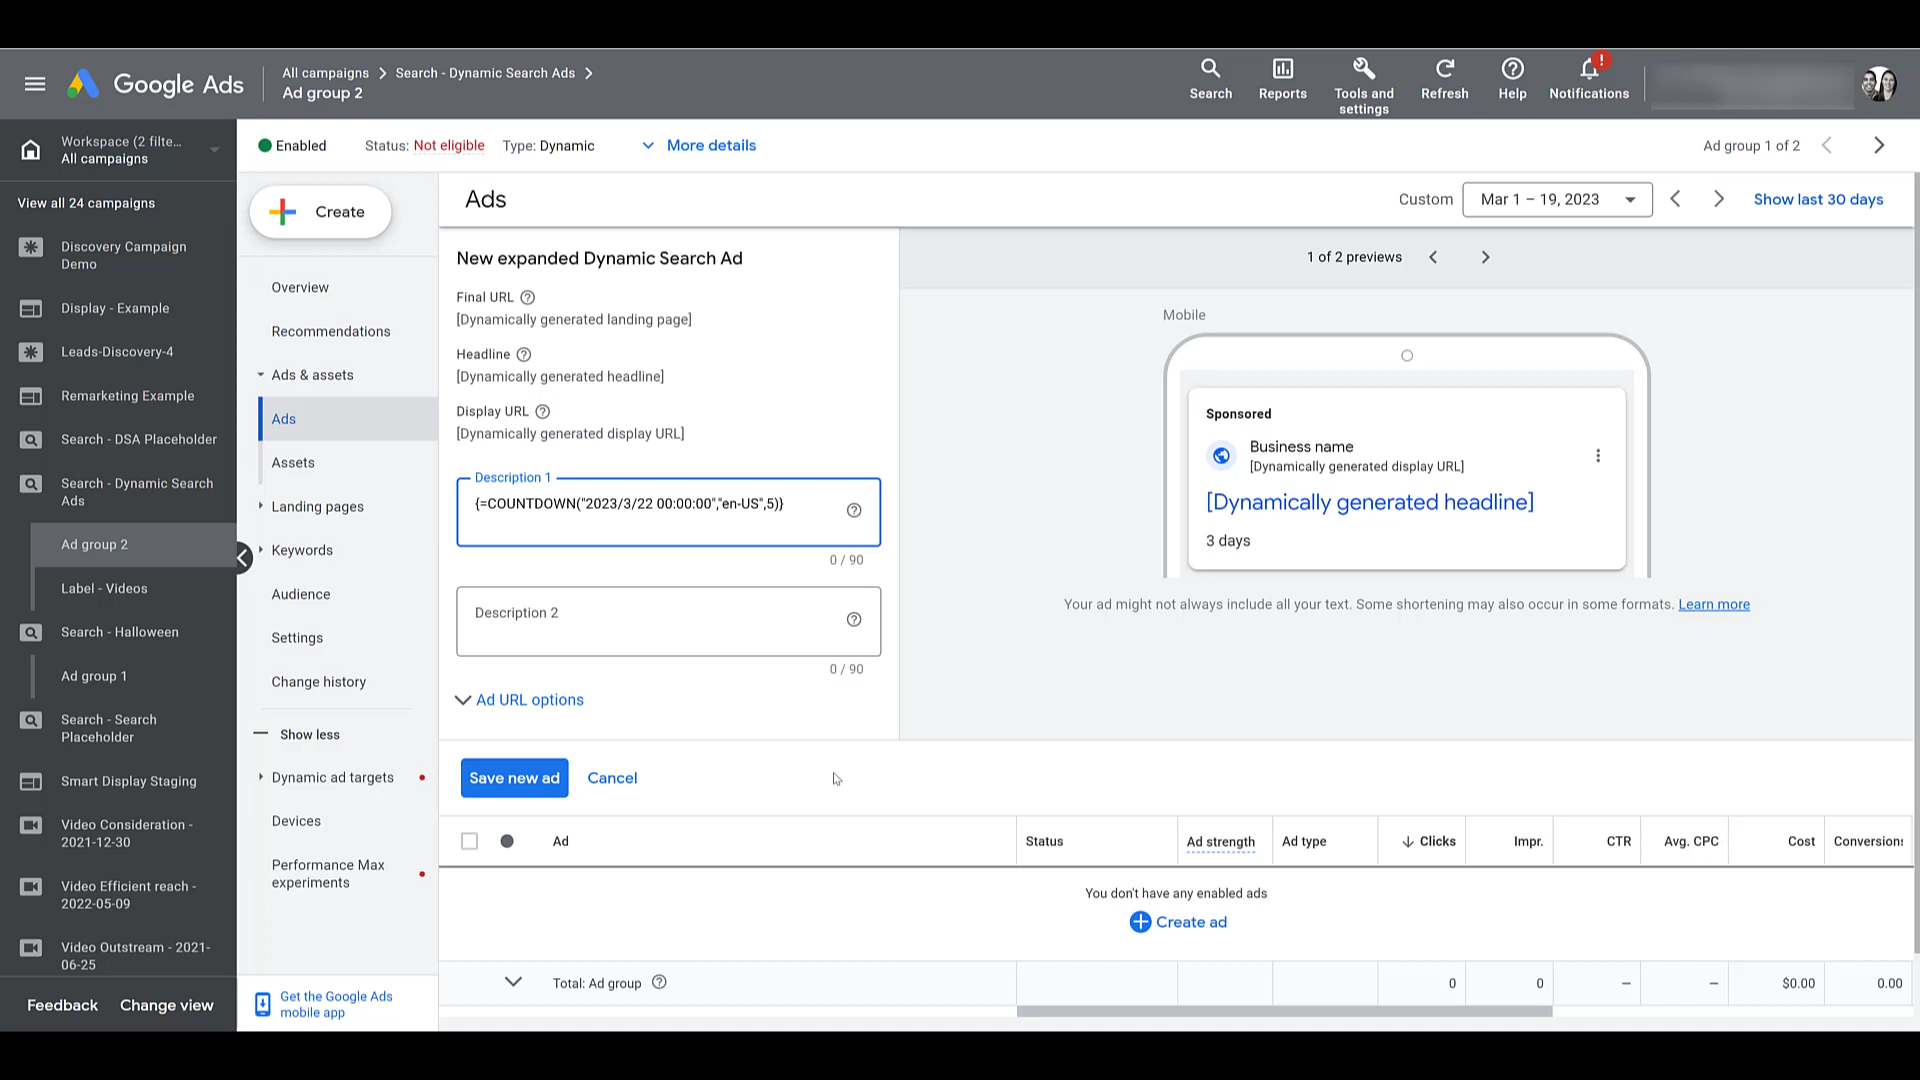 Google Ads
All campaigns > Search - Dynamic Search Ads >
Ad group 2
Search
Reports
Tools and
settings
Refresh
Help
!
Notifications
Workspace (2 filte...
All campaigns
Enabled
Status: Not eligible
Type: Dynamic
More details
Ad group 1 of 2
View all 24 campaigns
Discovery Campaign
Demo
Display - Example
Leads-Discovery-4
Remarketing Example
Search - DSA Placeholder
Search - Dynamic Search
Ads
Ad group 2
Label - Videos
Search - Halloween
Ad group 1
Search - Search
Placeholder
Smart Display Staging
Video Consideration -
2021-12-30
Video Efficient reach -
2022-05-09
Video Outstream - 2021-
06-25
Feedback
Change view
Create
Overview
Recommendations
Ads & assets
Ads
Assets
Landing pages
Keywords
Audience
Settings
Change history
Show less
Dynamic ad targets
Devices
Performance Max
experiments
Get the Google Ads
mobile app
Ads
Custom
Mar 1 – 19, 2023
Show last 30 days
New expanded Dynamic Search Ad
Final URL
[Dynamically generated landing page]
Headline
[Dynamically generated headline]
Display URL
[Dynamically generated display URL]
Description 1
{=COUNTDOWN("2023/3/22 00:00:00","en-US",5)}
0 / 90
Description 2
0 / 90
Ad URL options
1 of 2 previews
Mobile
Sponsored
Business name
[Dynamically generated display URL]
[Dynamically generated headline]
3 days
Your ad might not always include all your text. Some shortening may also occur in some formats. Learn more
Save new ad
Cancel
Ad
Status
Ad strength
Ad type
Clicks
Impr.
CTR
Avg. CPC
Cost
Conversions
You don't have any enabled ads
Create ad
Total: Ad group
0
0
–
–
$0.00
0.00